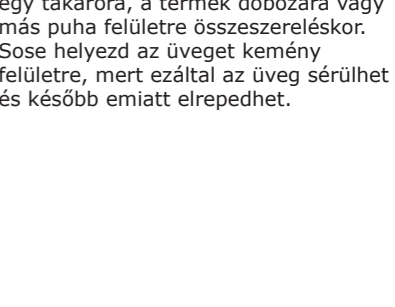 egy takaróra, a termék dobozára vagy
más puha felületre összeszereléskor.
Sose helyezd az üveget kemény
felületre, mert ezáltal az üveg sérülhet
és később emiatt elrepedhet.